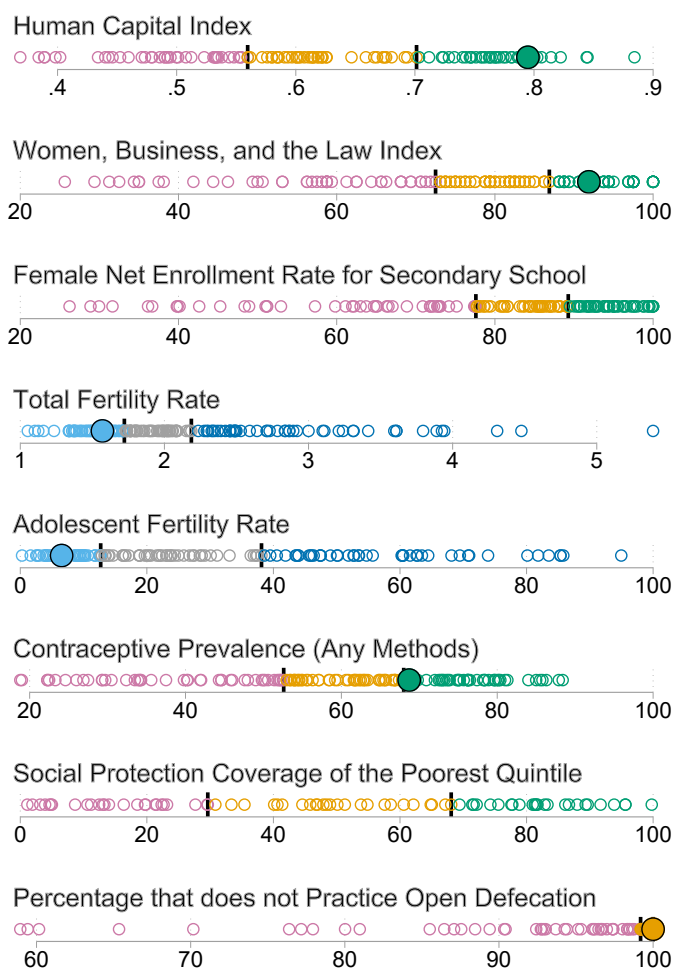 Human Capital Index
.4 .5 .6 .7 .8 .9
Women, Business, and the Law Index
20 40 60 80 100
Female Net Enrollment Rate for Secondary School
20 40 60 80 100
Total Fertility Rate
1 2 3 4 5
Adolescent Fertility Rate
0 20 40 60 80 100
Contraceptive Prevalence (Any Methods)
20 40 60 80 100
Social Protection Coverage of the Poorest Quintile
0 20 40 60 80 100
Percentage that does not Practice Open Defecation
60 70 80 90 100